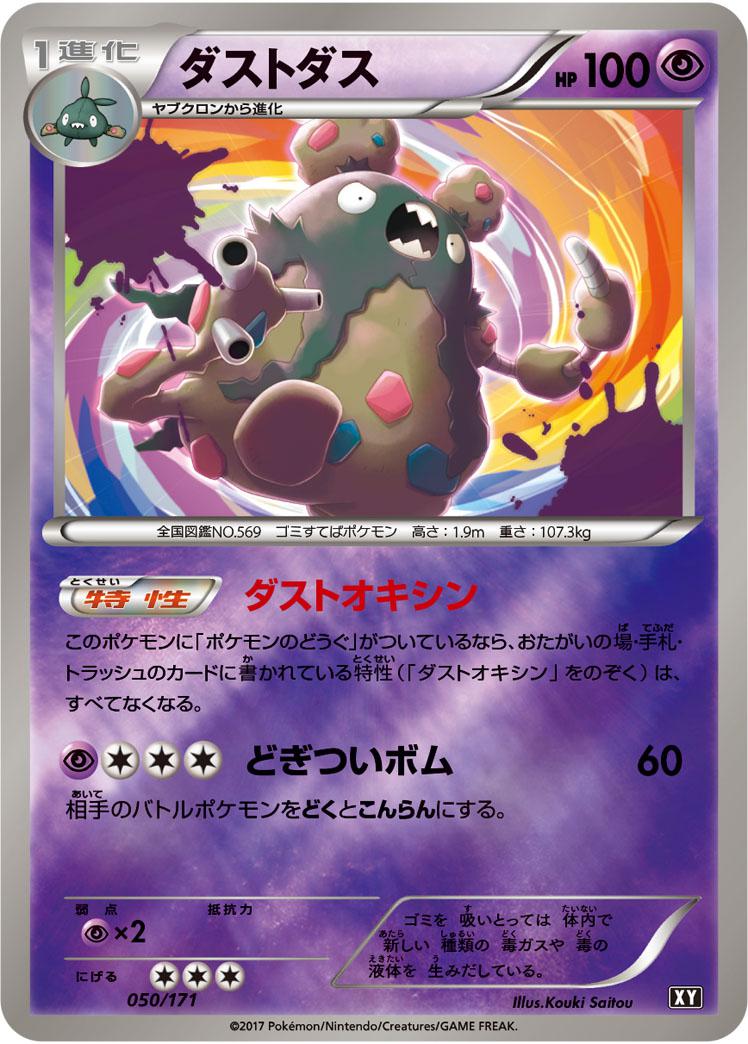 1進化
ダストダス
HP 100
ヤブクロンから進化
全国図鑑NO.569 ゴミすてばポケモン 高さ：1.9m 重さ：107.3kg
とくせい
特性 ダストオキシン
このポケモンに「ポケモンのどうぐ」がついているなら、おたがいの場・手札・
トラッシュのカードに書かれている特性（「ダストオキシン」をのぞく）は、
すべてなくなる。
どぎついボム 60
相手のバトルポケモンをどくとこんらんにする。
弱点 抵抗力
×2
にげる
ゴミを 吸いとっては 体内で
新しい 種類の 毒ガスや 毒の
液体を 生みだしている。
050/171
Illus.Kouki Saitou
XY
©2017 Pokémon/Nintendo/Creatures/GAME FREAK.